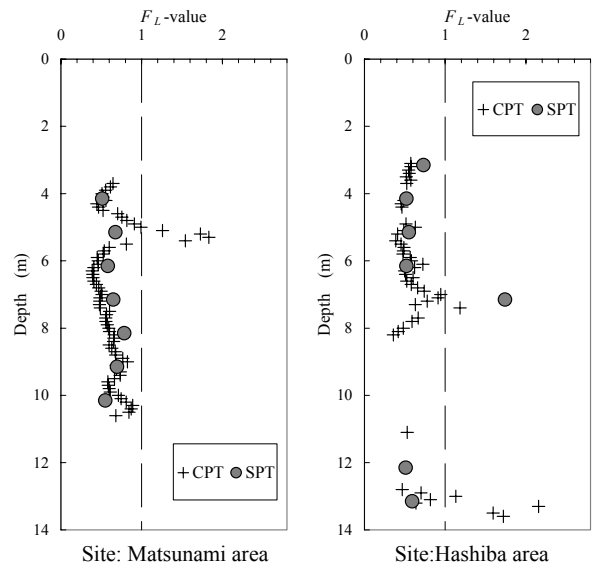 F_L-value
0 1 2
0
2
4
6
8
10
12
14
Depth (m)
CPT SPT
Site: Matsunami area
F_L-value
0 1 2
0
2
4
6
8
10
12
14
Depth (m)
CPT SPT
Site:Hashiba area